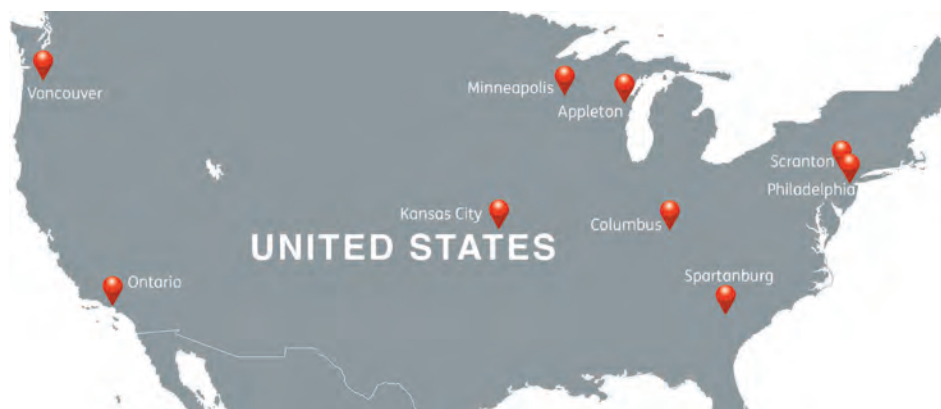 Vancouver
Minneapolis
Appleton
Scranton
Philadelphia
Kansas City
Columbus
UNITED STATES
Spartanburg
Ontario